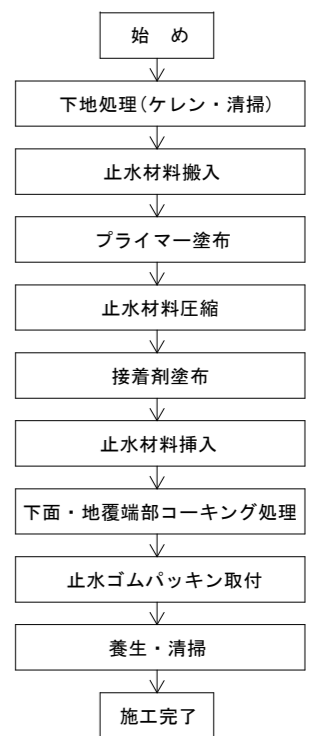 始　め
下地処理(ケレン・清掃)
止水材料搬入
プライマー塗布
止水材料圧縮
接着剤塗布
止水材料挿入
下面・地覆端部コーキング処理
止水ゴムパッキン取付
養生・清掃
施工完了